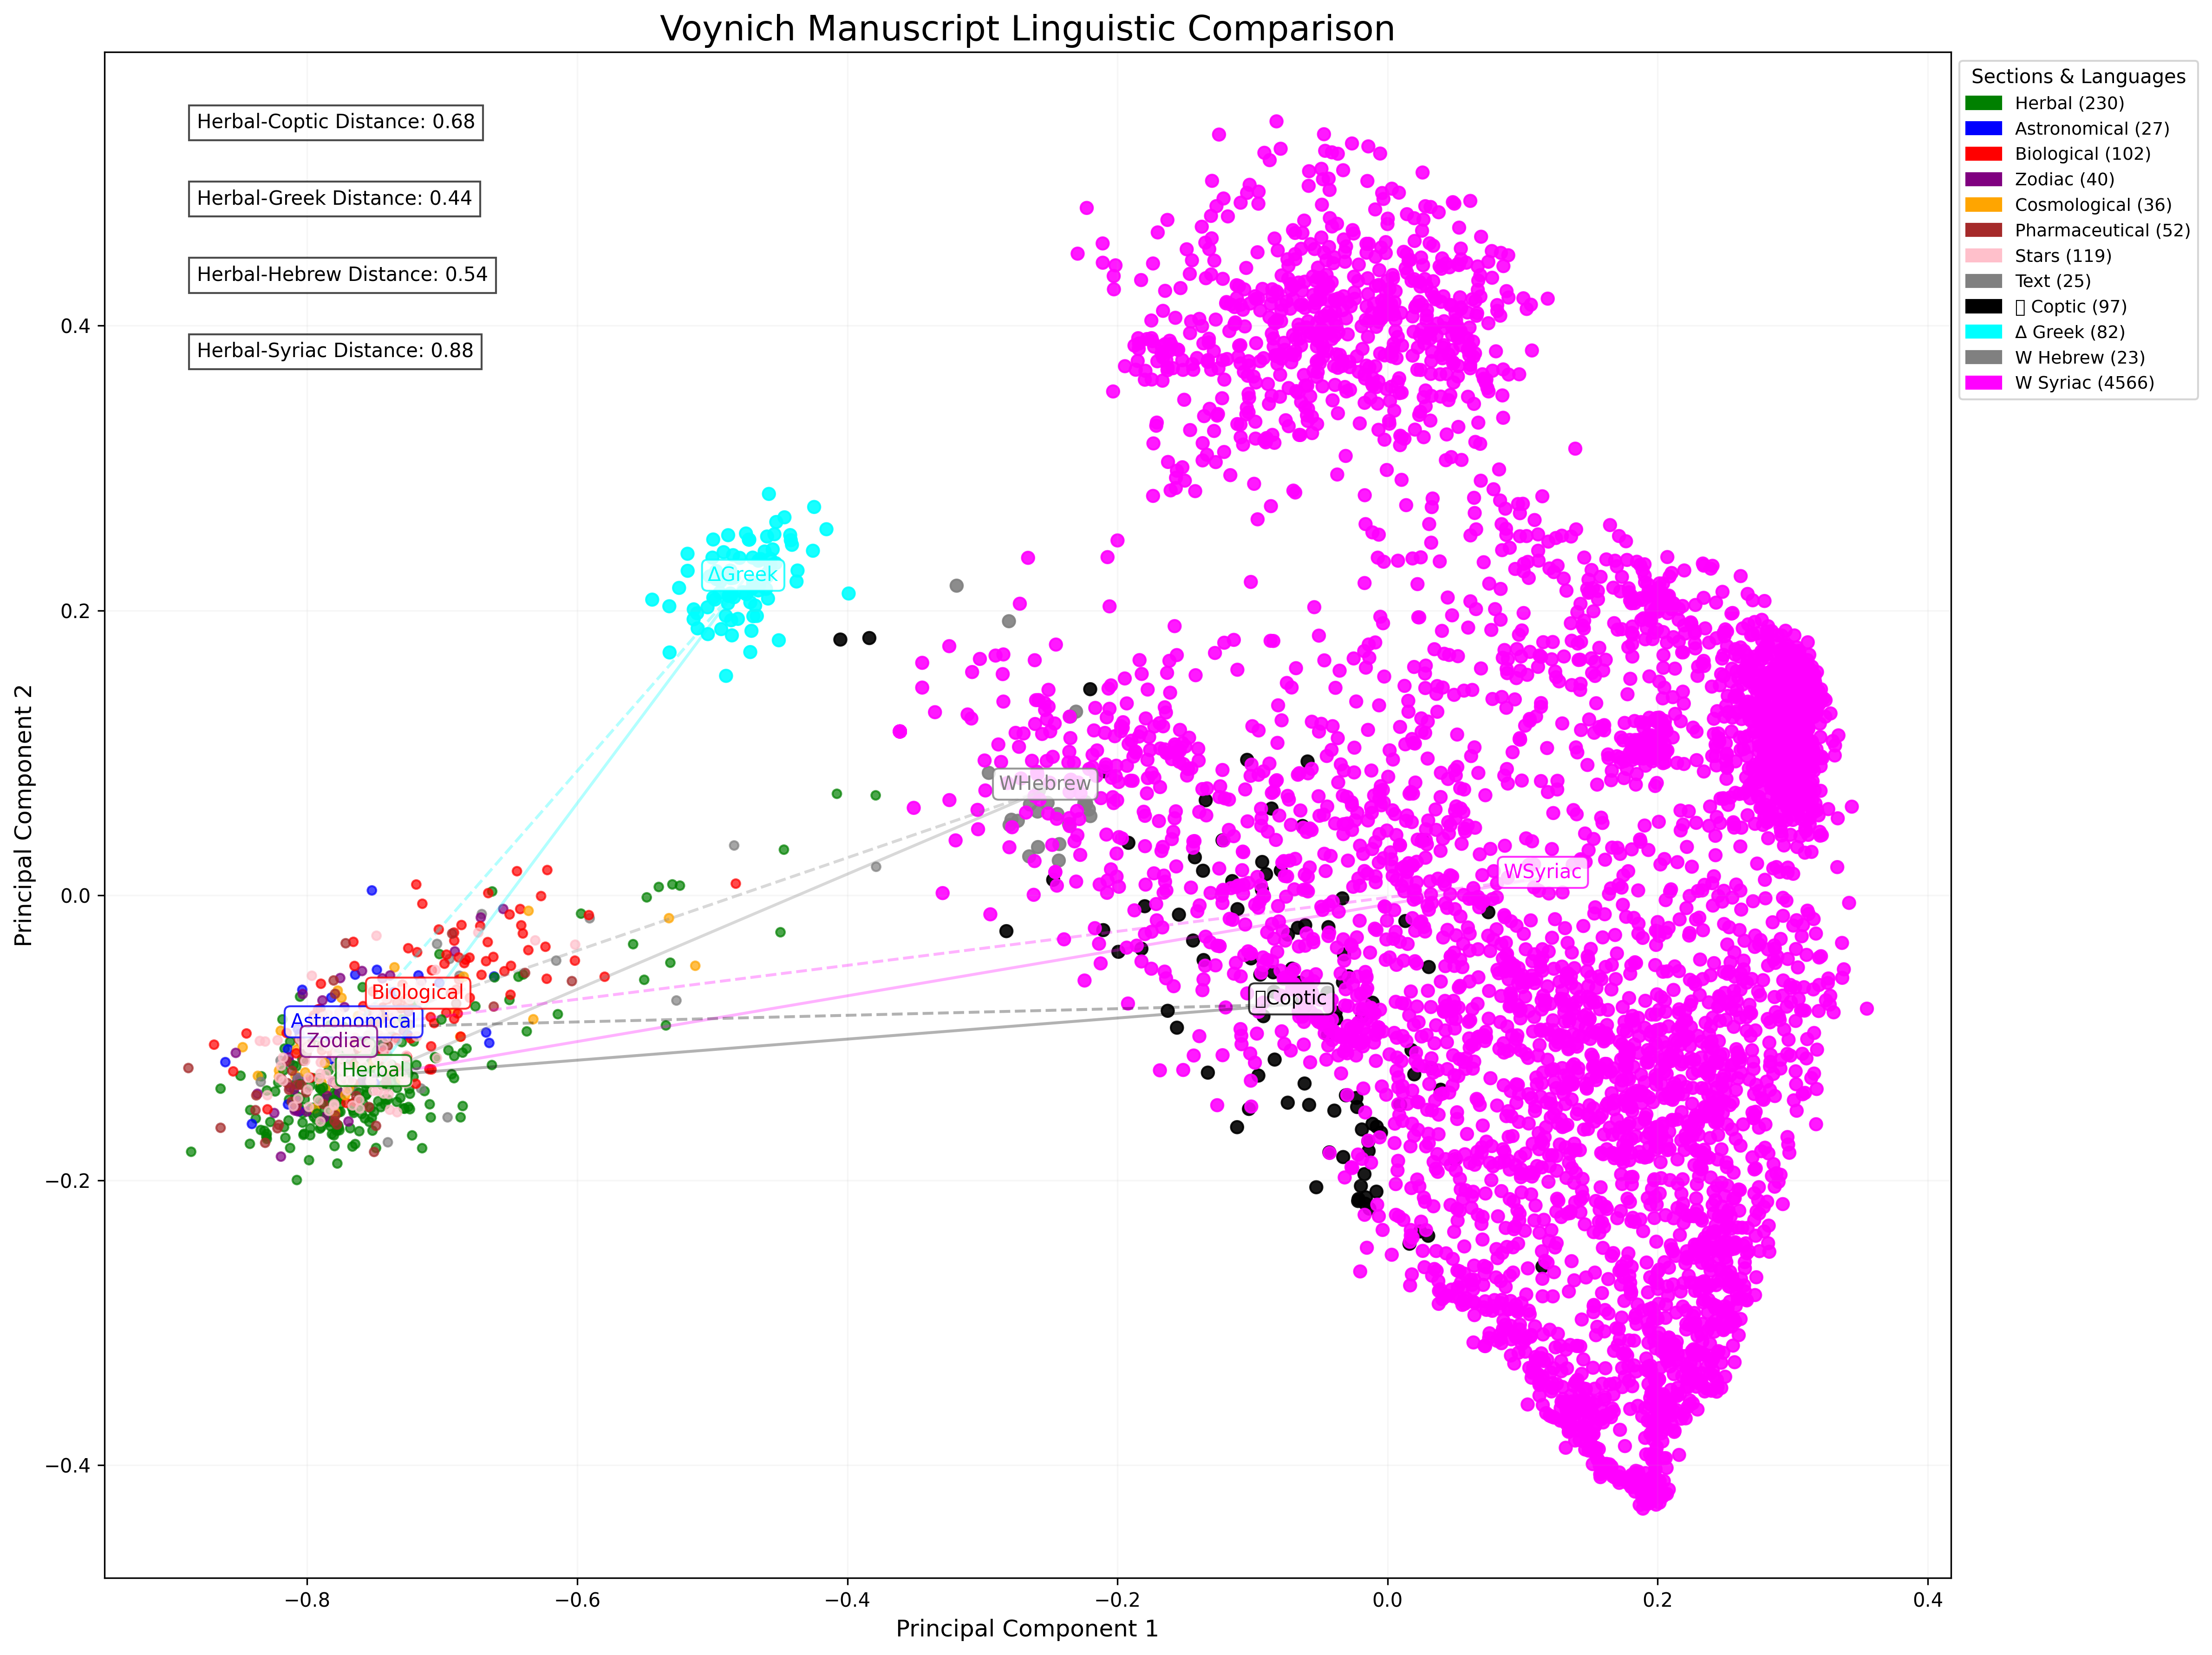 Voynich Manuscript Linguistic Comparison
Herbal-Coptic Distance: 0.68
Herbal-Greek Distance: 0.44
Herbal-Hebrew Distance: 0.54
Herbal-Syriac Distance: 0.88
Sections & Languages
Herbal (230)
Astronomical (27)
Biological (102)
Zodiac (40)
Cosmological (36)
Pharmaceutical (52)
Stars (119)
Text (25)
Coptic (97)
Δ Greek (82)
W Hebrew (23)
W Syriac (4566)
ΔGreek
WHebrew
WSyriac
Coptic
Biological
Astronomical
Zodiac
Herbal
Principal Component 2
0.4
0.2
0.0
−0.2
−0.4
−0.8
−0.6
−0.4
−0.2
0.0
0.2
0.4
Principal Component 1